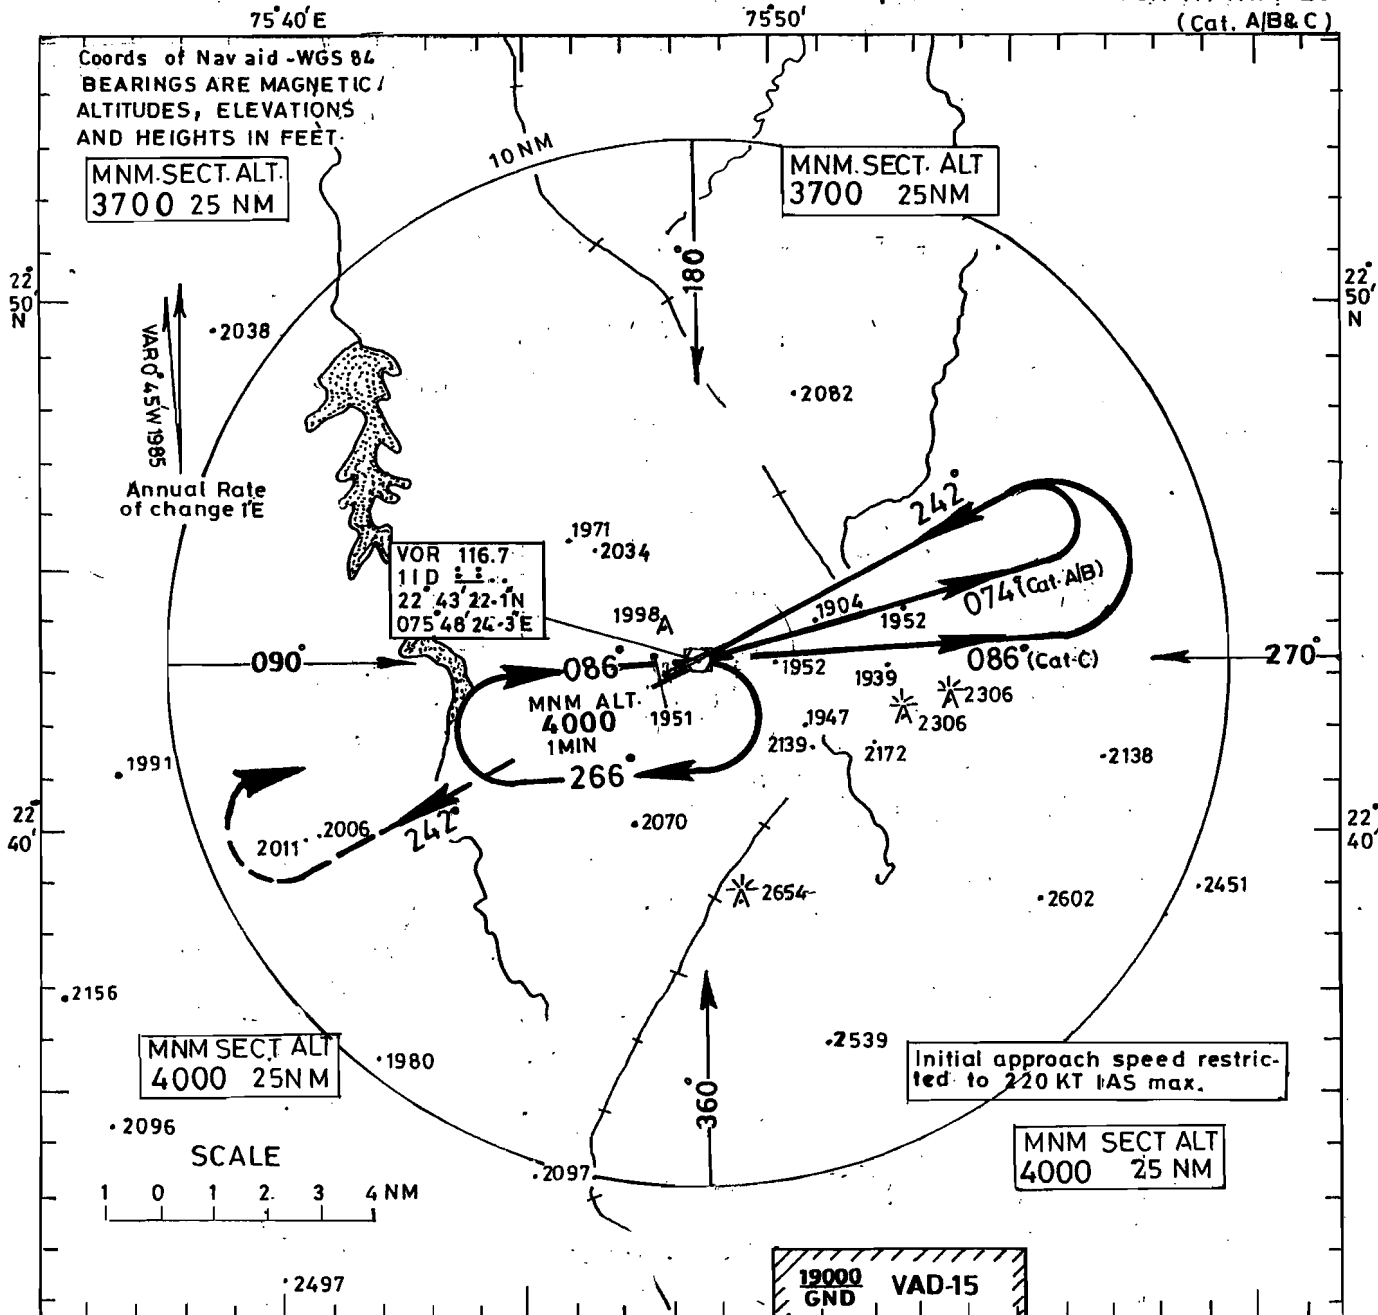 75°40'E
75°50'
(Cat. A/B& C)
Coords of Nav aid -WGS 84
BEARINGS ARE MAGNETIC
ALTITUDES, ELEVATIONS
AND HEIGHTS IN FEET
10 NM
MNM.SECT. ALT.
3700 25 NM
MNM.SECT ALT
3700 25NM
180°
22°
50'
N
22°
50'
N
2038
VAR 0°45'W 1985
2082
Annual Rate
of change 1'E
242°
1971
2034
VOR 116.7
IID
22°43'22.1"N
075°48'24.3"E
074° (Cat. A/B)
1904
1952
1998
090°
086°
1952
086° (Cat-C)
270°
1939
2306
MNM ALT.
4000
1951
1947
2306
1 MIN
2139
2172
2138
1991
266°
22°
40'
242°
2006
2011
2070
22°
40'
2654
2602
2451
2156
MNM SECT ALT
4000 25NM
1980
2539
Initial approach speed restric-
ted to 220 KT IAS max.
360°
2096
MNM SECT ALT
4000 25 NM
SCALE
2097
1 0 1 2 3 4 NM
2497
19000
GND
VAD-15